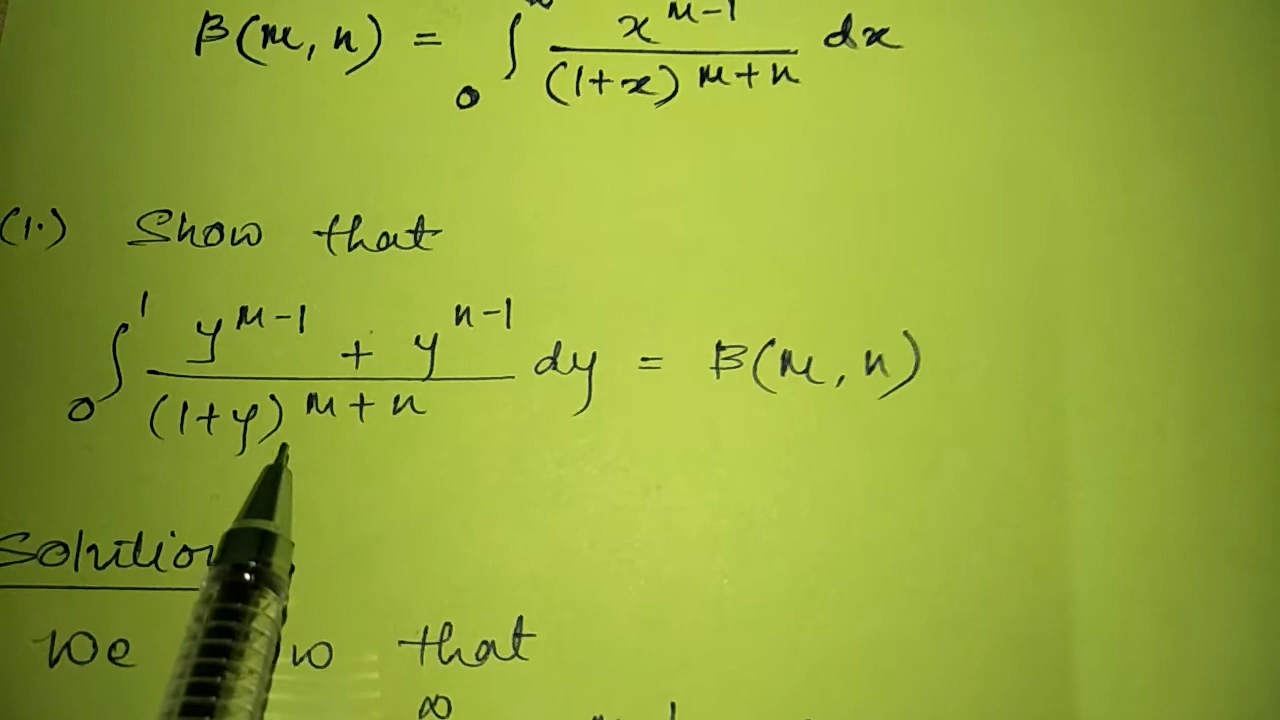 β(m, n) = ∫₀^∞ x^(m-1) / (1+x)^(m+n) dx
(1.) Show that
∫₀¹ (y^(m-1) + y^(n-1)) / (1+y)^(m+n) dy = β(m, n)
Solution
We that
∞